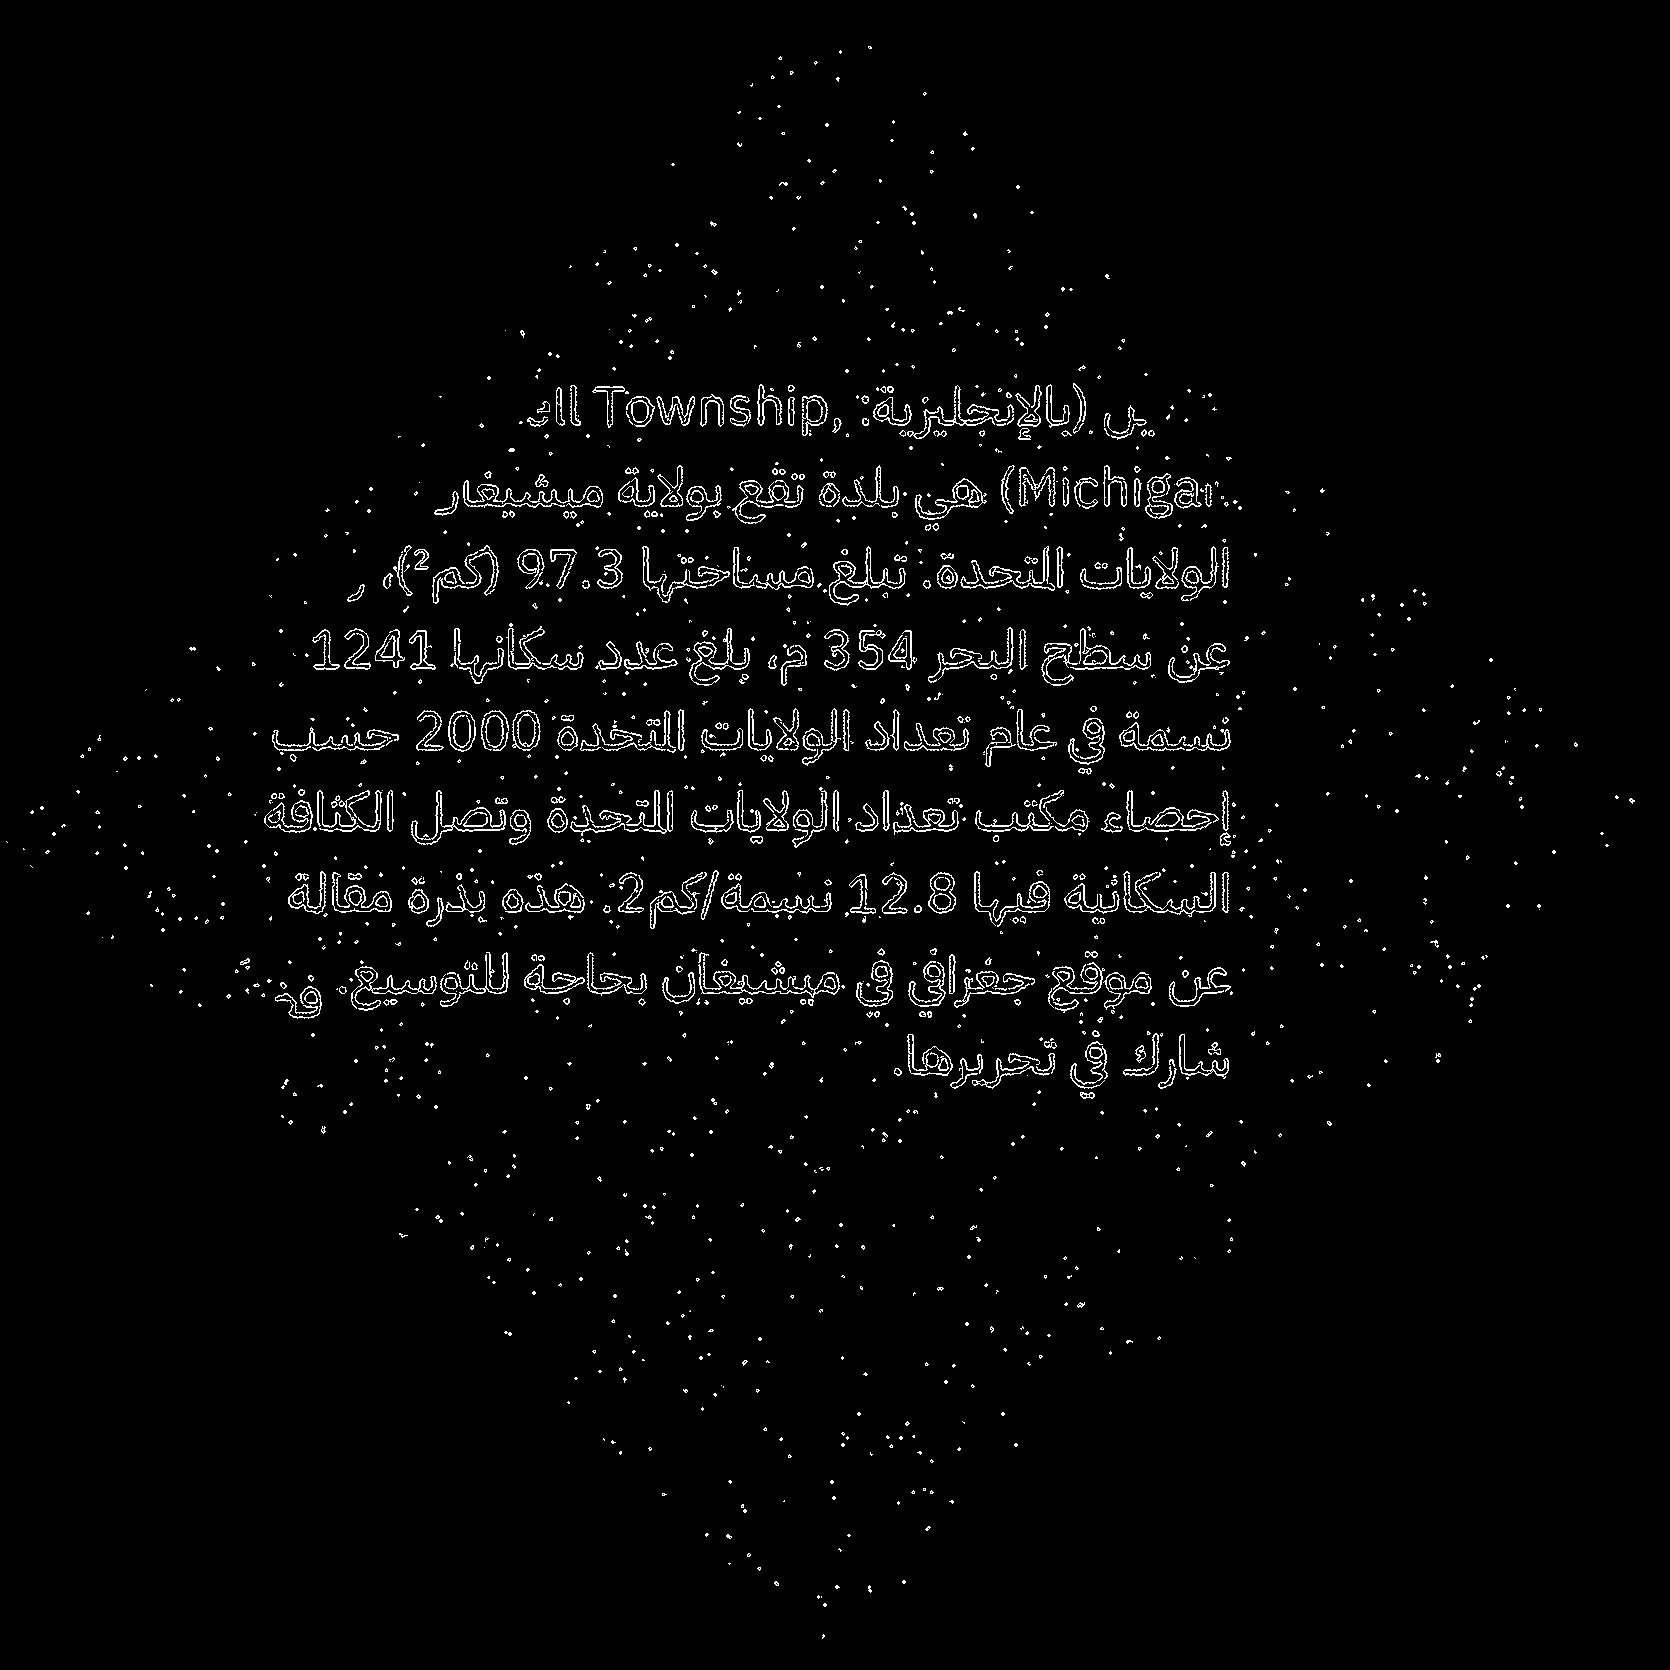 (بالإنجليزية: Township,
Michigan) هي بلدة تقع بولاية ميشيغان
الولايات المتحدة. تبلغ مساحتها 97.3 (كم²)،
عن سطح البحر 354 م، بلغ عدد سكانها 1241
نسمة في عام تعداد الولايات المتحدة 2000 حسب
إحصاء مكتب تعداد الولايات المتحدة وتصل الكثافة
السكانية فيها 12.8 نسمة/كم2. هذه بذرة مقالة
عن موقع جغرافي في ميشيغان بحاجة للتوسيع.
شارك في تحريرها.